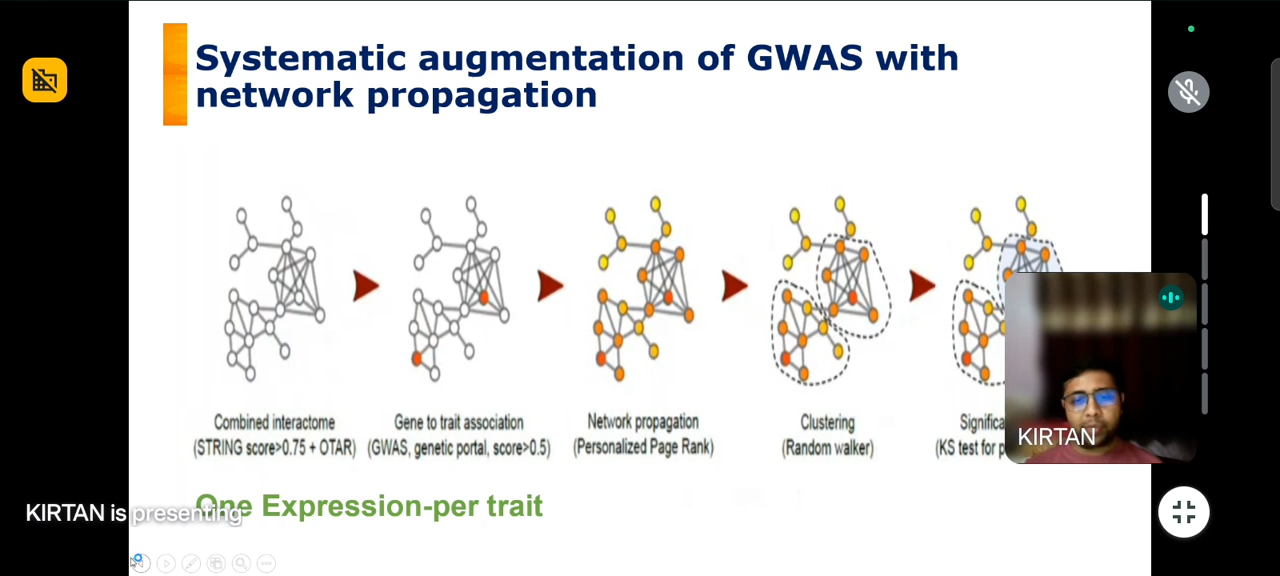 Systematic augmentation of GWAS with
network propagation
Combined interactome
(STRING score>0.75 + OTAR)
Gene to trait association
(GWAS, genetic portal, score>0.5)
Network propagation
(Personalized Page Rank)
Clustering
(Random walker)
(KS test for
KIRTAN
One Expression-per trait
KIRTAN is presenting